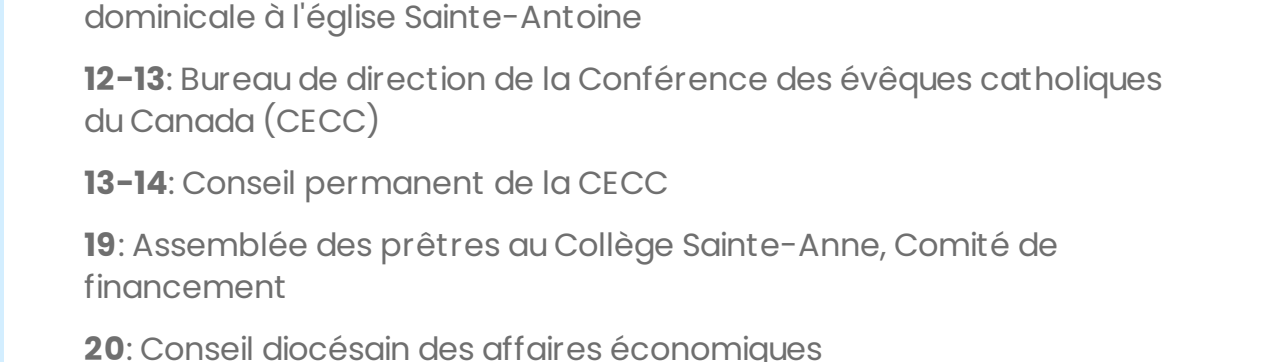 dominicale à l'église Sainte-Antoine
12-13: Bureau de direction de la Conférence des évêques catholiques
du Canada (CECC)
13-14: Conseil permanent de la CECC
19: Assemblée des prêtres au Collège Sainte-Anne, Comité de
financement
20: Conseil diocésain des affaires économiques